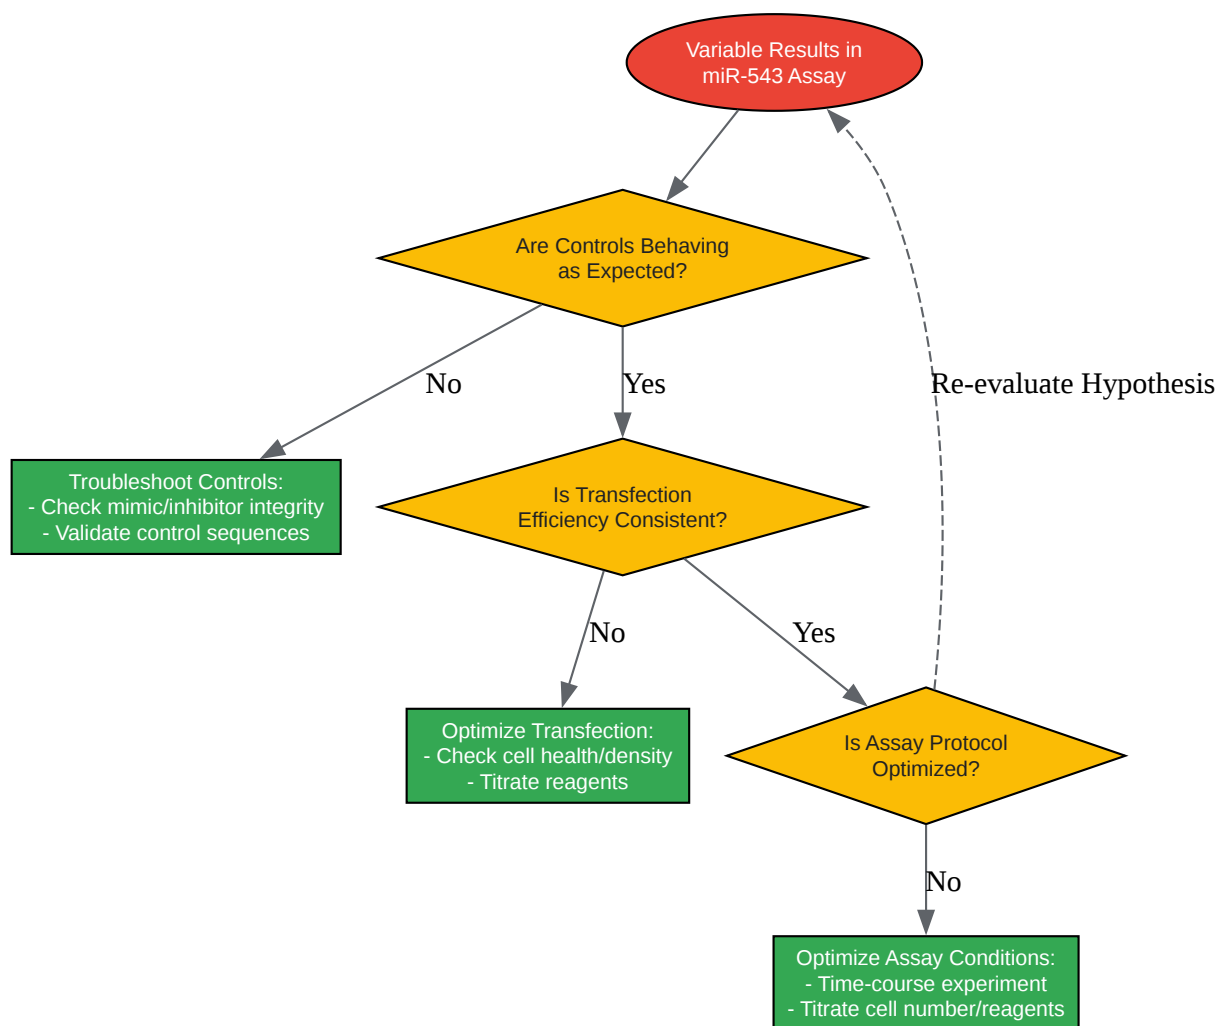 Variable Results in
miR-543 Assay
Are Controls Behaving
as Expected?
No
Yes
Re-evaluate Hypothesis
Troubleshoot Controls:
- Check mimic/inhibitor integrity
- Validate control sequences
Is Transfection
Efficiency Consistent?
No
Yes
Optimize Transfection:
- Check cell health/density
- Titrate reagents
Is Assay Protocol
Optimized?
No
Optimize Assay Conditions:
- Time-course experiment
- Titrate cell number/reagents